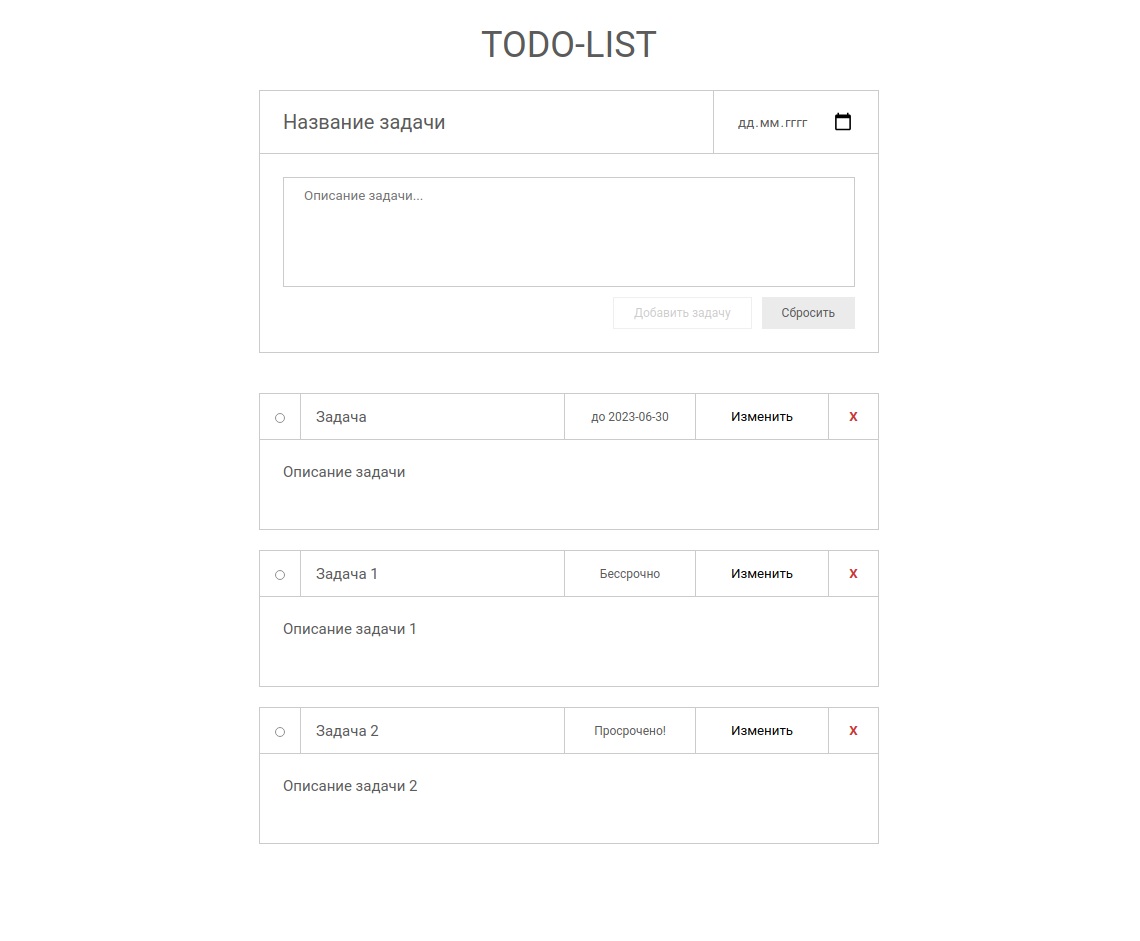 TODO-LIST
Название задачи дд.мм.гггг
Описание задачи...
Добавить задачу Сбросить
Задача до 2023-06-30 Изменить X
Описание задачи
Задача 1 Бессрочно Изменить X
Описание задачи 1
Задача 2 Просрочено! Изменить X
Описание задачи 2